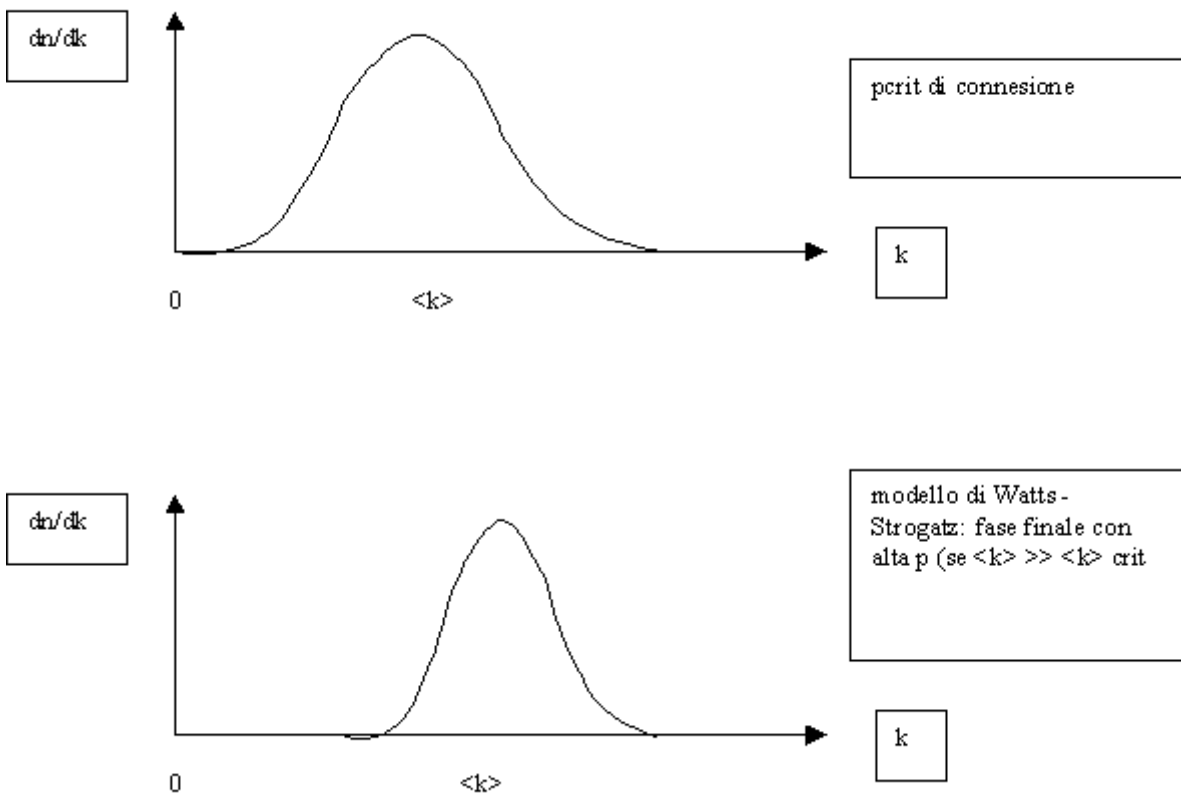 dn/dk
pcrit di connesione
k
0
<k>
dn/dk
modello di Watts-
Strogatz: fase finale con
alta p (se <k> >> <k> crit
k
0
<k>